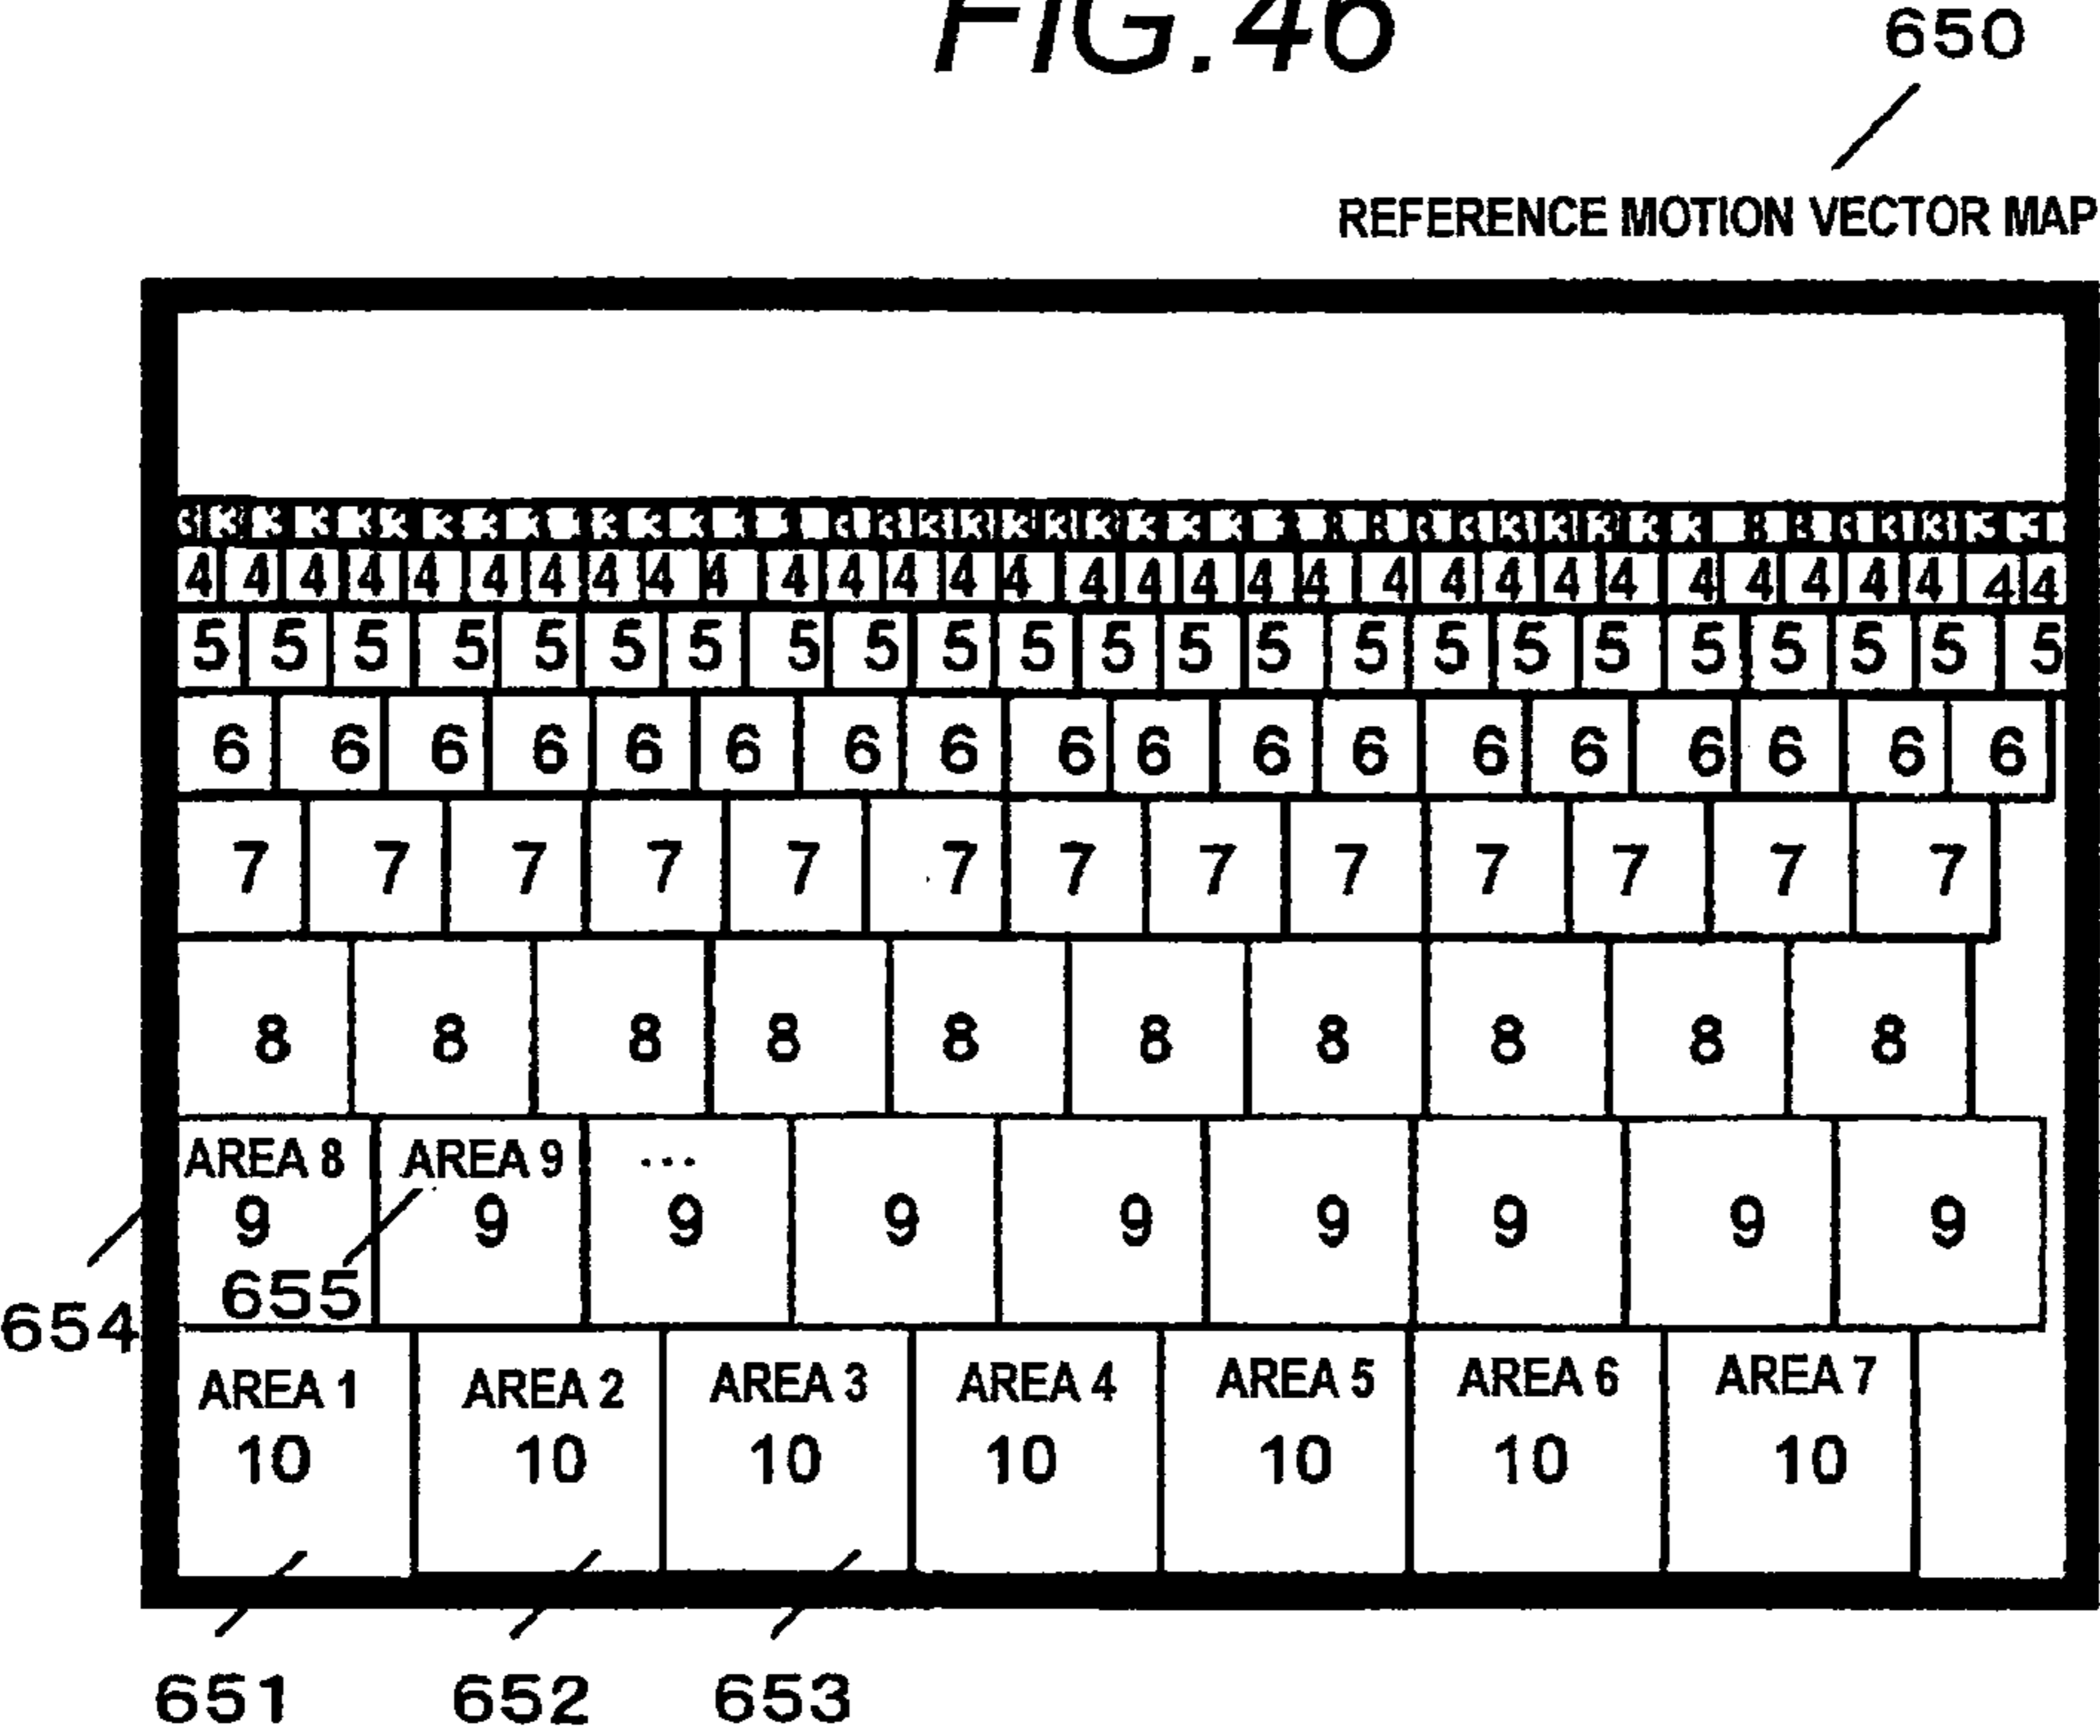 FIG.46
650
REFERENCE MOTION VECTOR MAP
4 4 4 4 4 4 4 4 4 4 4 4 4 4 4 4 4 4 4 4 4 4 4 4 4 4 4 4 4 4 4 4
5 5 5 5 5 5 5 5 5 5 5 5 5 5 5 5 5 5 5 5 5 5 5
6 6 6 6 6 6 6 6 6 6 6 6 6 6 6 6 6 6
7 7 7 7 7 7 7 7 7 7 7 7 7
8 8 8 8 8 8 8 8 8 8
AREA 8 AREA 9 ...
9 9 9 9 9 9 9 9 9
655
654
AREA 1 AREA 2 AREA 3 AREA 4 AREA 5 AREA 6 AREA 7
10 10 10 10 10 10 10
651 652 653